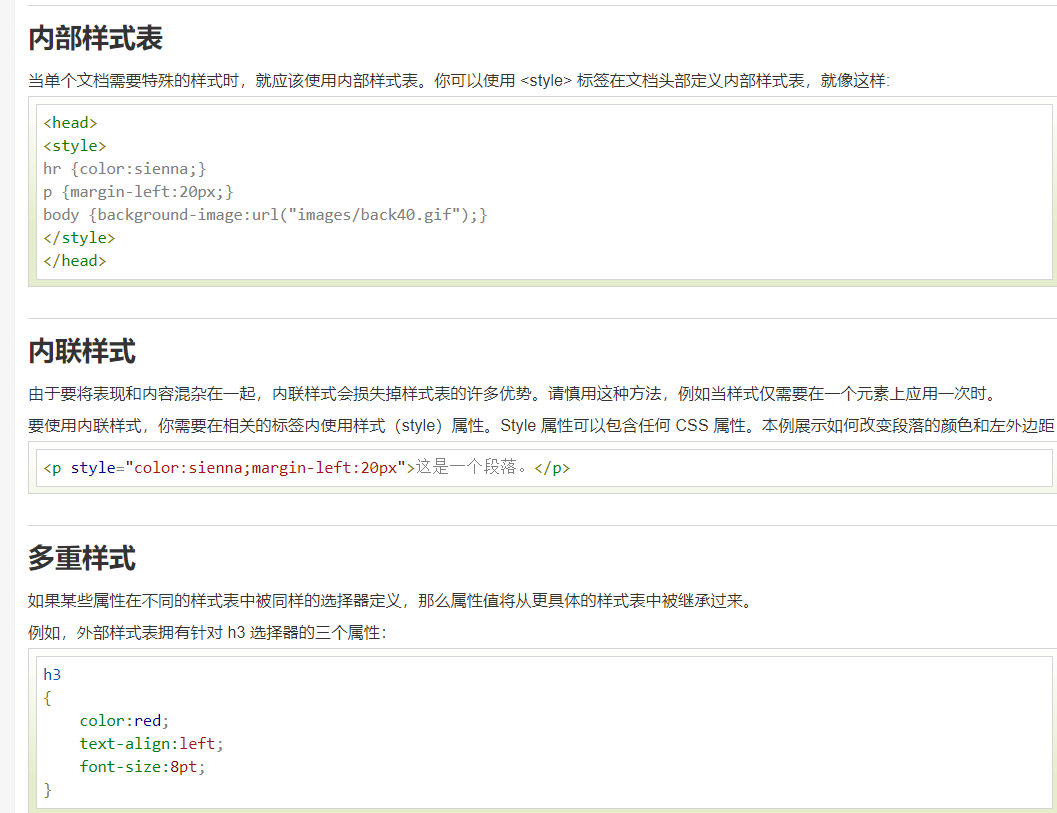 内部样式表
当单个文档需要特殊的样式时，就应该使用内部样式表。你可以使用 <style> 标签在文档头部定义内部样式表，就像这样:
<head>
<style>
hr {color:sienna;}
p {margin-left:20px;}
body {background-image:url("images/back40.gif");}
</style>
</head>
内联样式
由于要将表现和内容混杂在一起，内联样式会损失掉样式表的许多优势。请慎用这种方法，例如当样式仅需要在一个元素上应用一次时。
要使用内联样式，你需要在相关的标签内使用样式（style）属性。Style 属性可以包含任何 CSS 属性。本例展示如何改变段落的颜色和左外边距
<p style="color:sienna;margin-left:20px">这是一个段落。</p>
多重样式
如果某些属性在不同的样式表中被同样的选择器定义，那么属性值将从更具体的样式表中被继承过来。
例如，外部样式表拥有针对 h3 选择器的三个属性：
h3
{
    color:red;
    text-align:left;
    font-size:8pt;
}